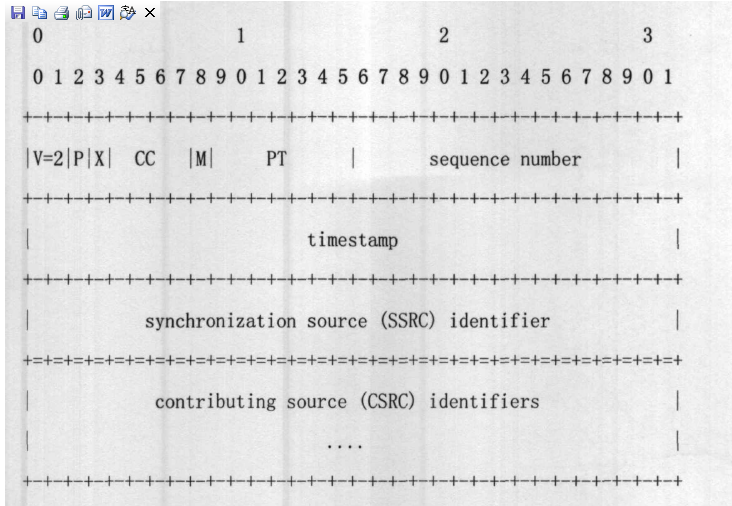 0                   1                   2                   3
0 1 2 3 4 5 6 7 8 9 0 1 2 3 4 5 6 7 8 9 0 1 2 3 4 5 6 7 8 9 0 1
+-+-+-+-+-+-+-+-+-+-+-+-+-+-+-+-+-+-+-+-+-+-+-+-+-+-+-+-+-+-+-+-+
|V=2|P|X|  CC   |M|     PT      |       sequence number         |
+-+-+-+-+-+-+-+-+-+-+-+-+-+-+-+-+-+-+-+-+-+-+-+-+-+-+-+-+-+-+-+-+
|                           timestamp                           |
+-+-+-+-+-+-+-+-+-+-+-+-+-+-+-+-+-+-+-+-+-+-+-+-+-+-+-+-+-+-+-+-+
|           synchronization source (SSRC) identifier            |
+=+=+=+=+=+=+=+=+=+=+=+=+=+=+=+=+=+=+=+=+=+=+=+=+=+=+=+=+=+=+=+=+
|            contributing source (CSRC) identifiers             |
|                             ....                              |
+-+-+-+-+-+-+-+-+-+-+-+-+-+-+-+-+-+-+-+-+-+-+-+-+-+-+-+-+-+-+-+-+